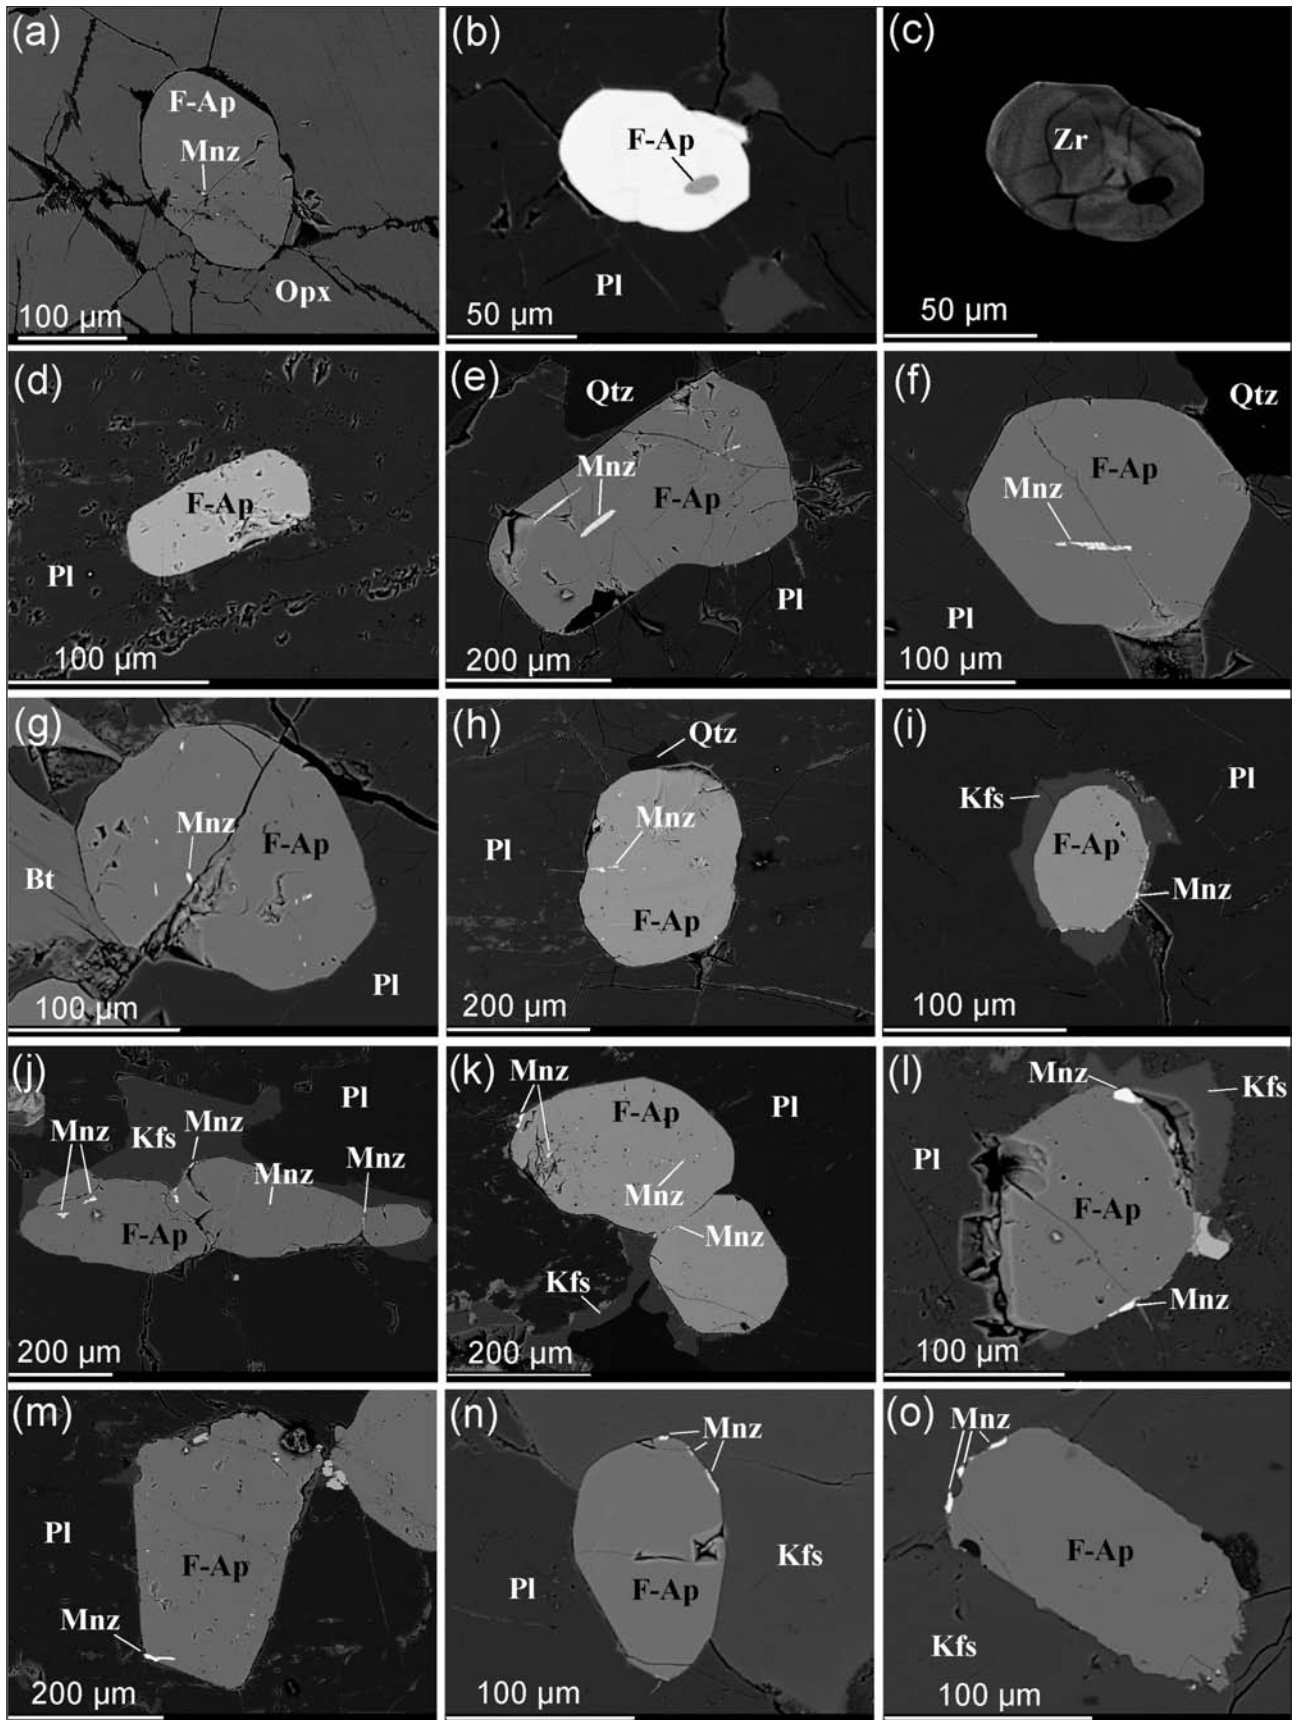 (a)
F-Ap
Mnz
Opx
100 µm
(b)
F-Ap
Pl
50 µm
(c)
Zr
50 µm
(d)
F-Ap
Pl
100 µm
(e)
Qtz
Mnz
F-Ap
Pl
200 µm
(f)
Qtz
F-Ap
Mnz
Pl
100 µm
(g)
Mnz
F-Ap
Bt
Pl
100 µm
(h)
Qtz
Mnz
Pl
F-Ap
200 µm
(i)
Pl
Kfs
F-Ap
Mnz
100 µm
(j)
Pl
Mnz
Kfs
Mnz
Mnz
Mnz
F-Ap
200 µm
(k)
Mnz
F-Ap
Pl
Mnz
Mnz
Kfs
200 µm
(l)
Mnz
Kfs
Pl
F-Ap
Mnz
100 µm
(m)
Pl
F-Ap
Mnz
200 µm
(n)
Mnz
Kfs
Pl
F-Ap
100 µm
(o)
Mnz
F-Ap
Kfs
100 µm